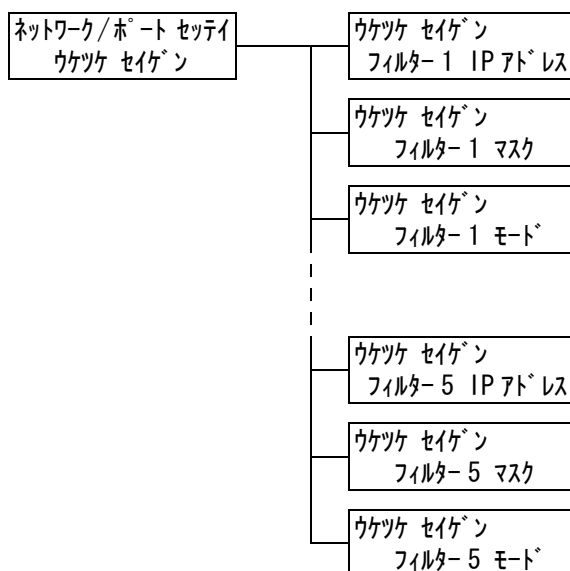 ﾈｯﾄﾜｰｸ/ﾎﾟｰﾄ ｾｯﾃｲ
ｳｹﾂｹ ｾｲｹﾞﾝ
ｳｹﾂｹ ｾｲｹﾞﾝ
ﾌｨﾙﾀｰ1 IPｱﾄﾞﾚｽ
ｳｹﾂｹ ｾｲｹﾞﾝ
ﾌｨﾙﾀｰ1 ﾏｽｸ
ｳｹﾂｹ ｾｲｹﾞﾝ
ﾌｨﾙﾀｰ1 ﾓｰﾄﾞ
ｳｹﾂｹ ｾｲｹﾞﾝ
ﾌｨﾙﾀｰ5 IPｱﾄﾞﾚｽ
ｳｹﾂｹ ｾｲｹﾞﾝ
ﾌｨﾙﾀｰ5 ﾏｽｸ
ｳｹﾂｹ ｾｲｹﾞﾝ
ﾌｨﾙﾀｰ5 ﾓｰﾄﾞ